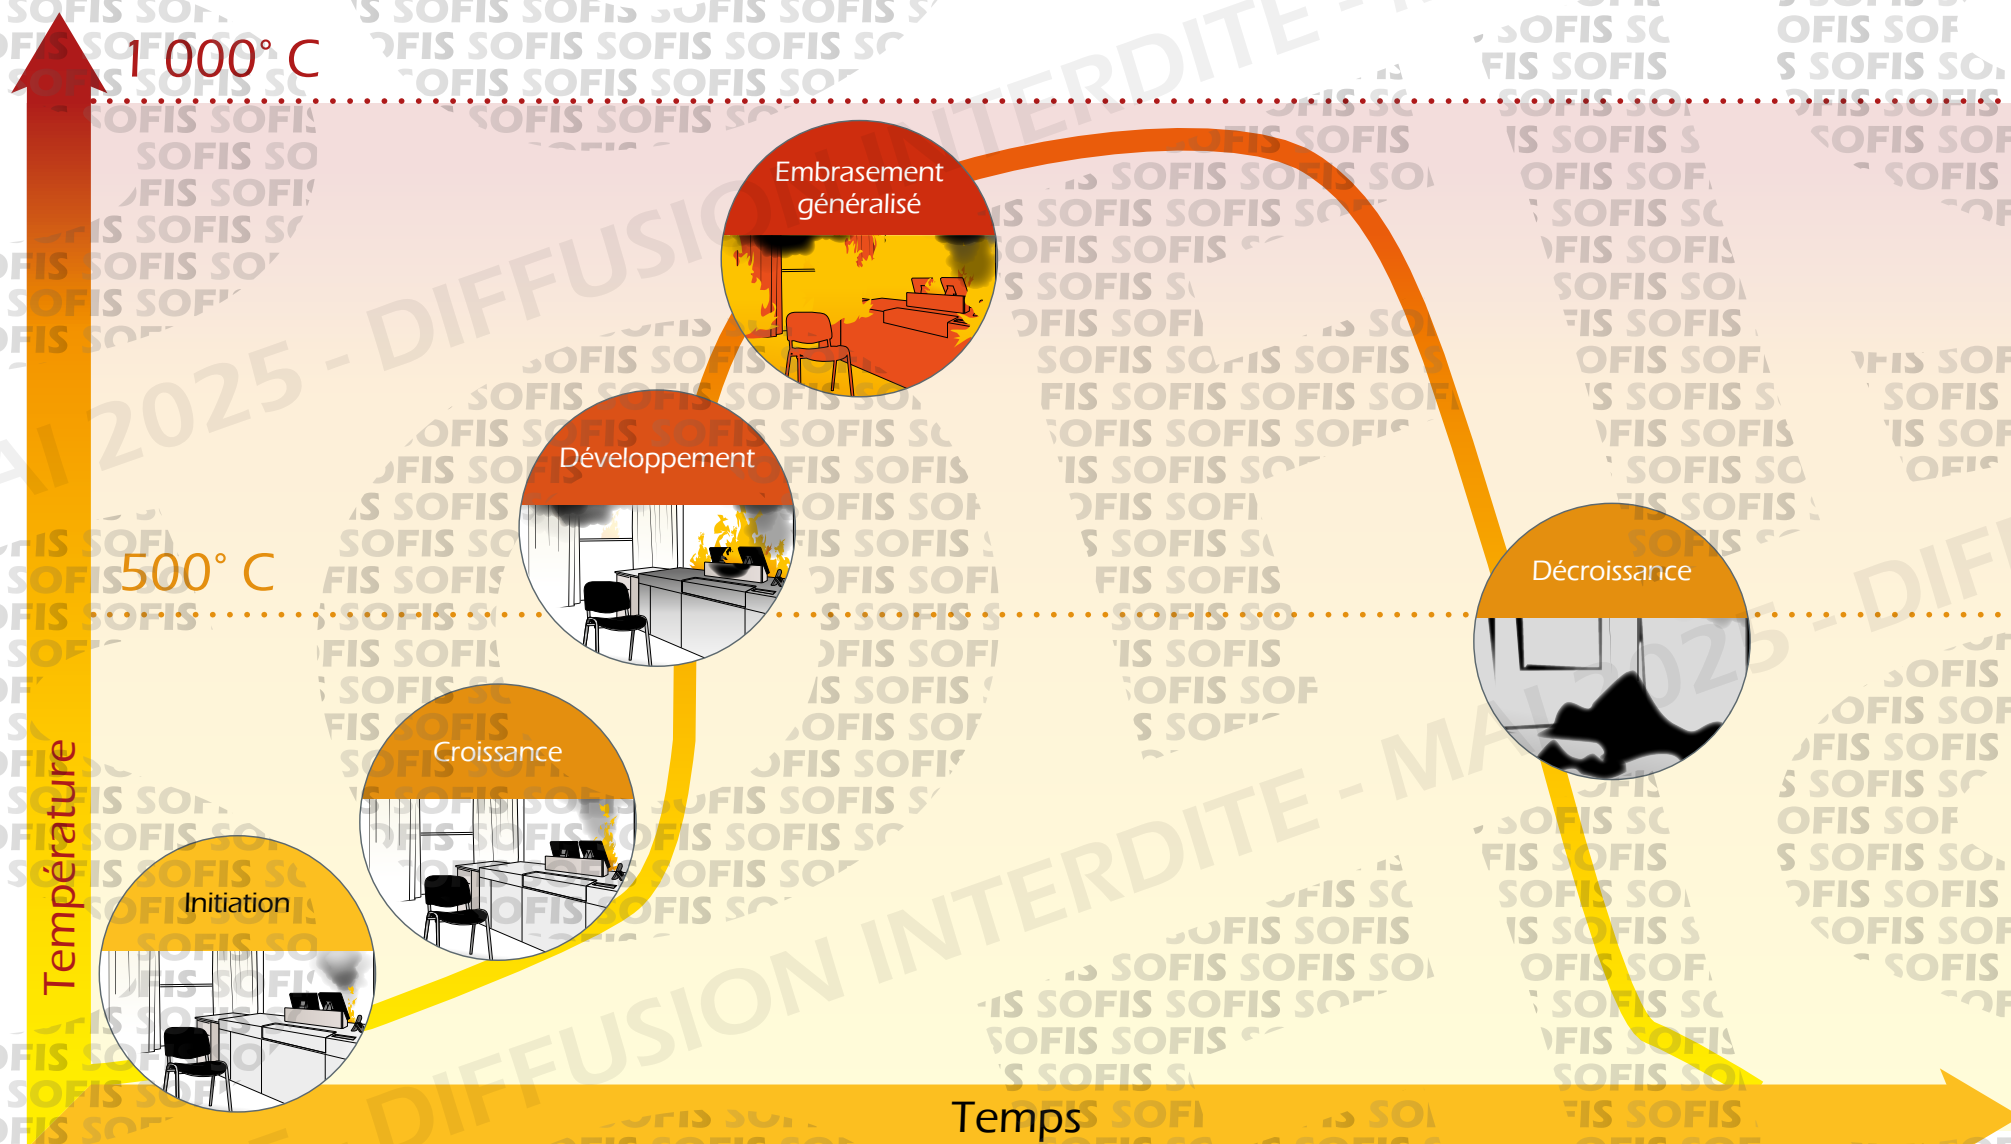 1 000° C
Embrasement
généralisé
Développement
500° C
Décroissance
Croissance
Température
Initiation
Temps
MAI 2025 - DIFFUSION INTERDITE - MAI 2025 - DIFFUSION INTERDITE
SOFIS SOFIS SOFIS SOFIS